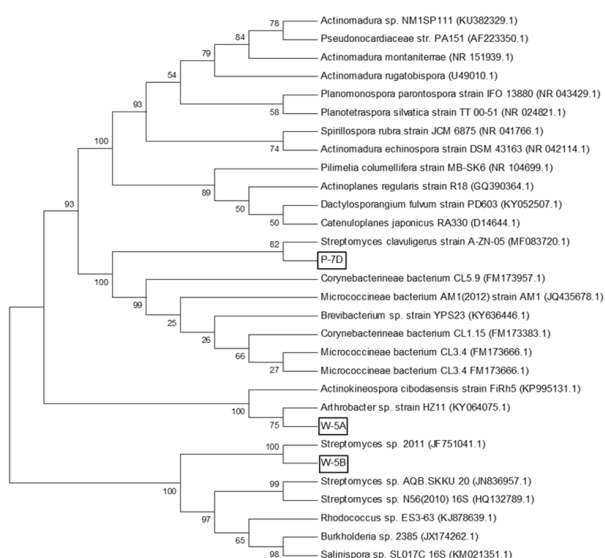 Actinomadura sp. NM1SP111 (KU382329.1)
78
Pseudonocardiaceae str. PA151 (AF223350.1)
84
Actinomadura montaniterrae (NR 151939.1)
79
Actinomadura rugatobispora (U49010.1)
54
Planomonospora parontospora strain IFO 13880 (NR 043429.1)
93
58
Planotetraspora silvatica strain TT 00-51 (NR 024821.1)
Spirillospora rubra strain JCM 6875 (NR 041766.1)
100
74
Actinomadura echinospora strain DSM 43163 (NR 042114.1)
Pilimelia columellifera strain MB-SK6 (NR 104699.1)
89
Actinoplanes regularis strain R18 (GQ390364.1)
50
Dactylosporangium fulvum strain PD603 (KY052507.1)
93
50
Catenuloplanes japonicus RA330 (D14644.1)
Streptomyces clavuligerus strain A-ZN-05 (MF083720.1)
82
P-7D
100
Corynebacterineae bacterium CL5.9 (FM173957.1)
99
Micrococcineae bacterium AM1(2012) strain AM1 (JQ435678.1)
25
Brevibacterium sp. strain YPS23 (KY636446.1)
26
Corynebacterineae bacterium CL1.15 (FM173383.1)
66
Micrococcineae bacterium CL3.4 (FM173666.1)
27
Micrococcineae bacterium CL3.4 FM173666.1)
Actinokineospora cibodasensis strain FiRh5 (KP995131.1)
100
Arthrobacter sp. strain HZ11 (KY064075.1)
75
W-5A
Streptomyces sp. 2011 (JF751041.1)
100
W-5B
100
Streptomyces sp. AQB.SKKU 20 (JN836957.1)
99
Streptomyces sp. N56(2010) 16S (HQ132789.1)
97
Rhodococcus sp. ES3-63 (KJ878639.1)
65
Burkholderia sp. 2385 (JX174262.1)
98
Salinispora sp. SL017C 16S (KM021351.1)